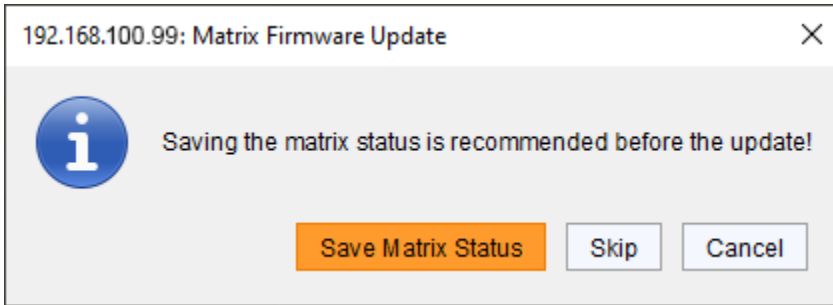 192.168.100.99: Matrix Firmware Update
Saving the matrix status is recommended before the update!
Save Matrix Status Skip Cancel